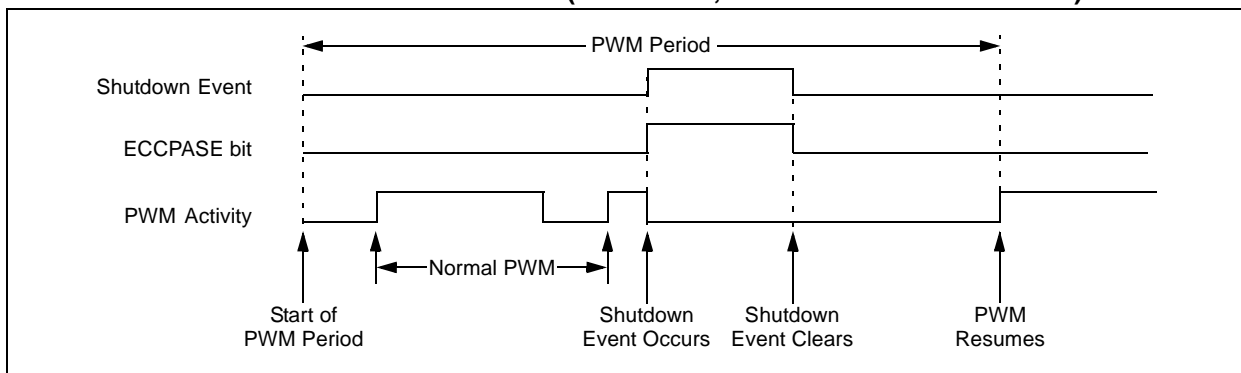 PWM Period
Shutdown Event
ECCPASE bit
PWM Activity
Normal PWM
Start of
PWM Period
Shutdown
Event Occurs
Shutdown
Event Clears
PWM
Resumes